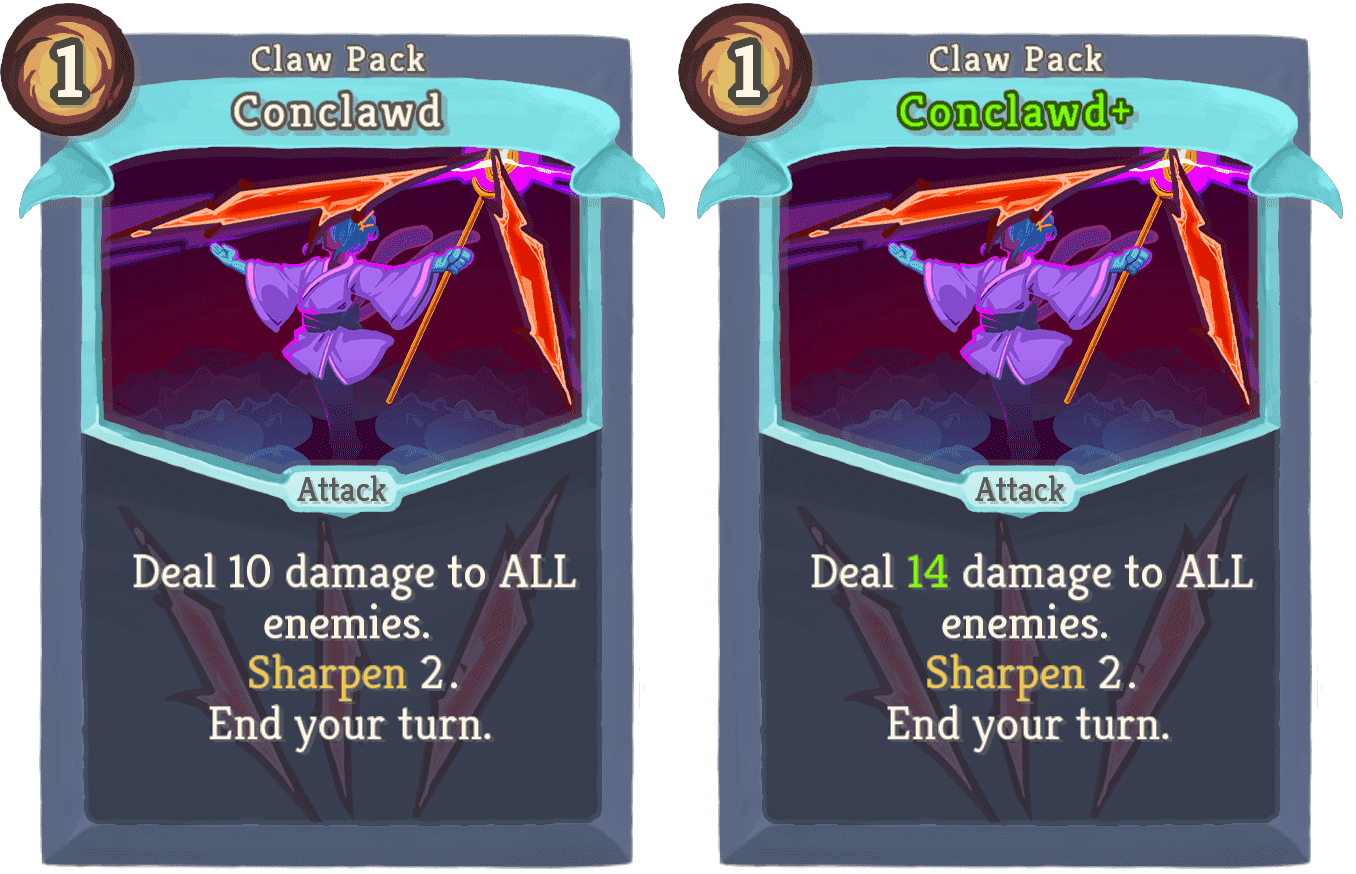 1
Claw Pack
Conclawd
Attack
Deal 10 damage to ALL
enemies.
Sharpen 2.
End your turn.
1
Claw Pack
Conclawd+
Attack
Deal 14 damage to ALL
enemies.
Sharpen 2.
End your turn.